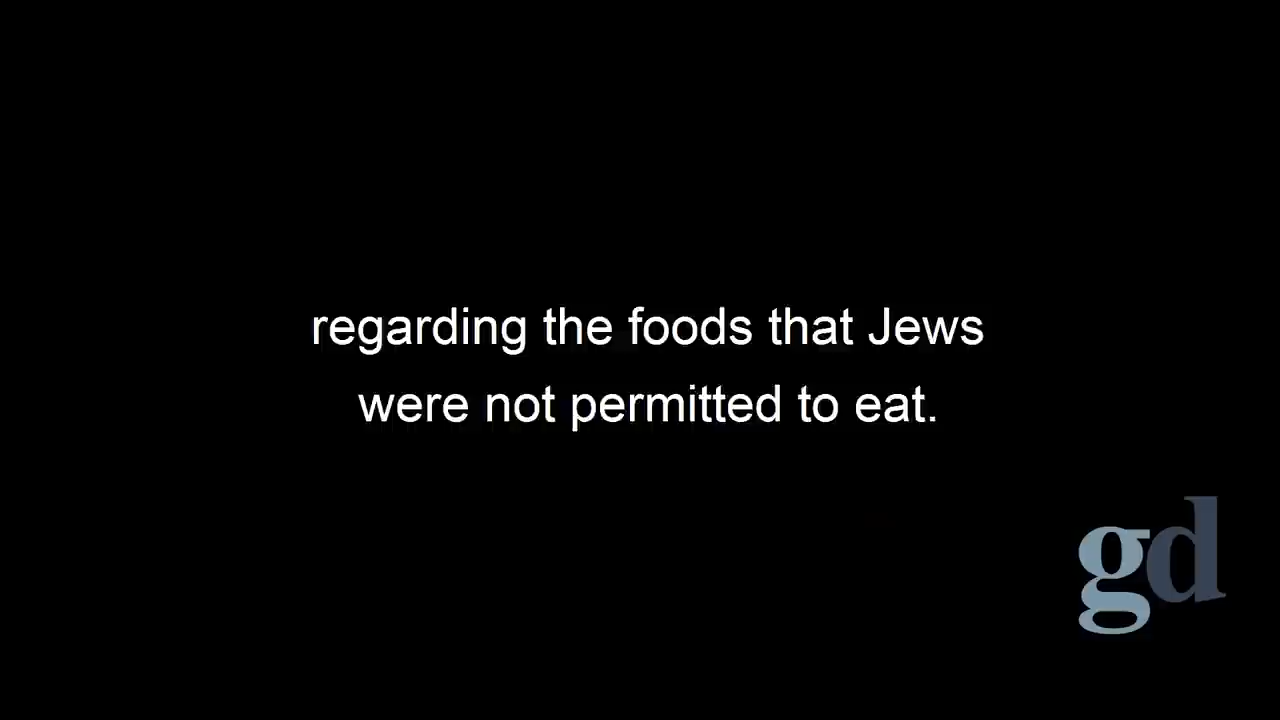 regarding the foods that Jews
were not permitted to eat.
gd